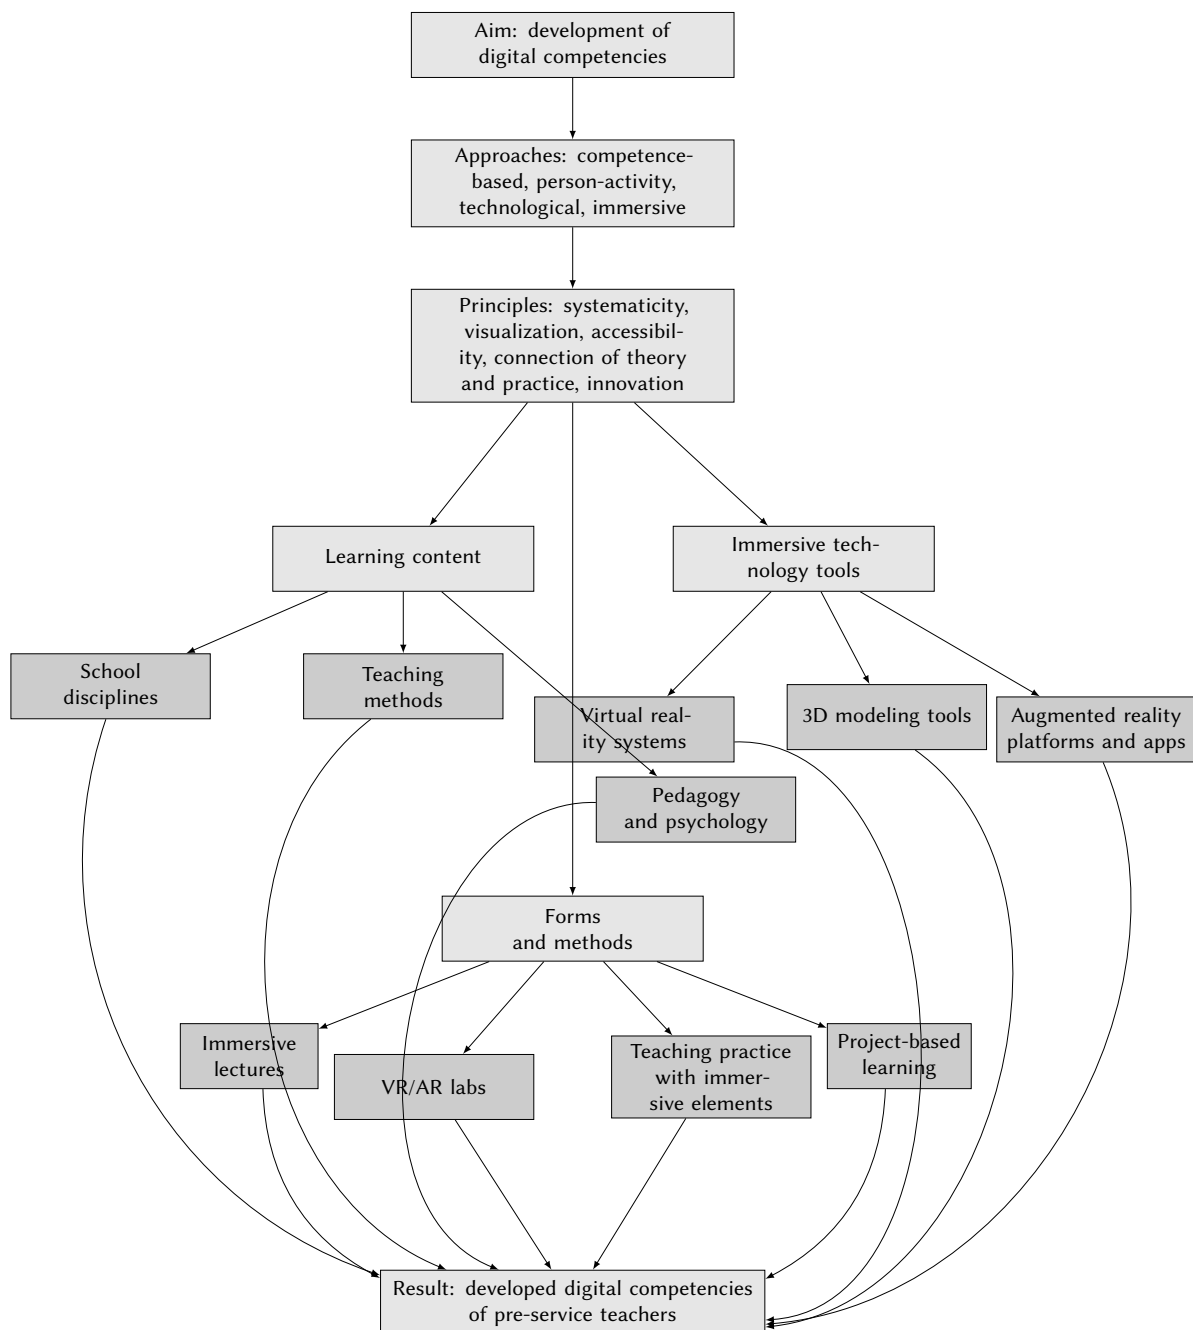 Aim: development of
digital competencies
Approaches: competence-
based, person-activity,
technological, immersive
Principles: systematicity,
visualization, accessibil-
ity, connection of theory
and practice, innovation
Learning content
Immersive tech-
nology tools
School
disciplines
Teaching
methods
Virtual real-
ity systems
3D modeling tools
Augmented reality
platforms and apps
Pedagogy
and psychology
Forms
and methods
Immersive
lectures
VR/AR labs
Teaching practice
with immer-
sive elements
Project-based
learning
Result: developed digital competencies
of pre-service teachers